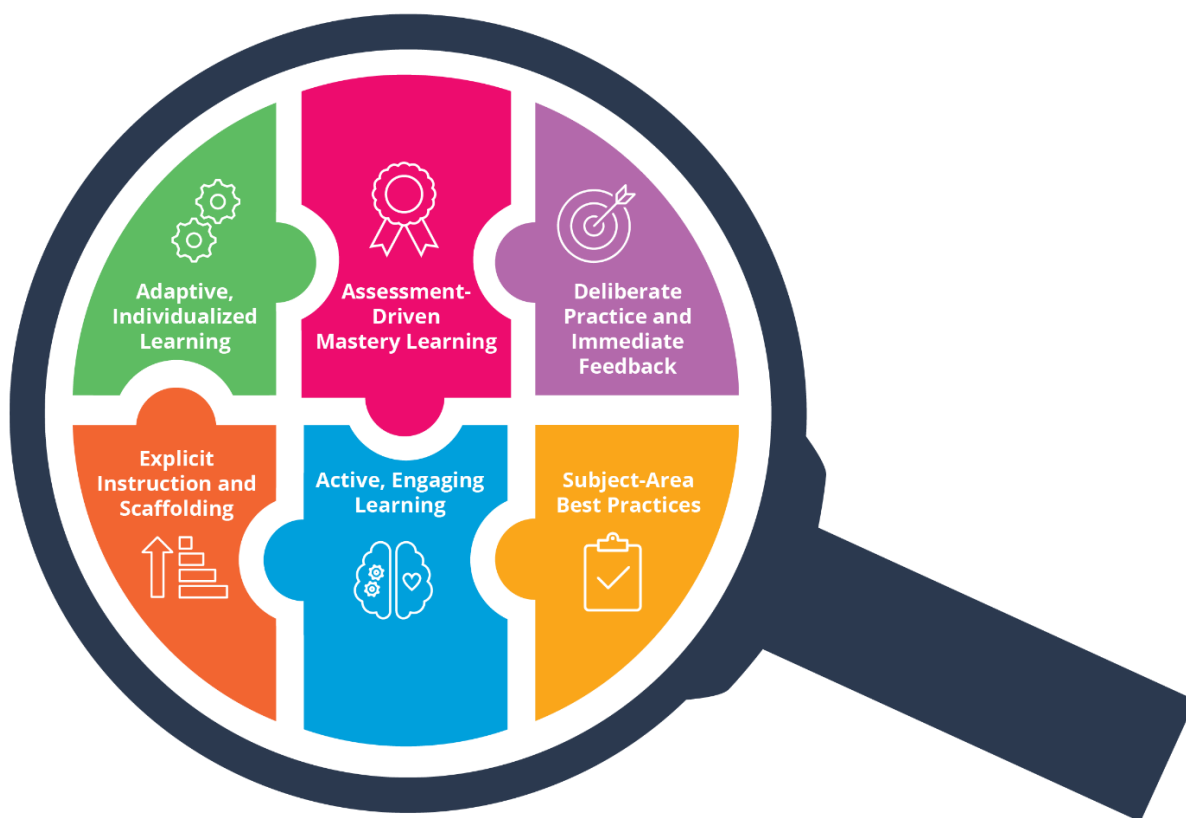 Adaptive,
Individualized
Learning
Assessment-
Driven
Mastery Learning
Deliberate
Practice and
Immediate
Feedback
Explicit
Instruction and
Scaffolding
Active, Engaging
Learning
Subject-Area
Best Practices